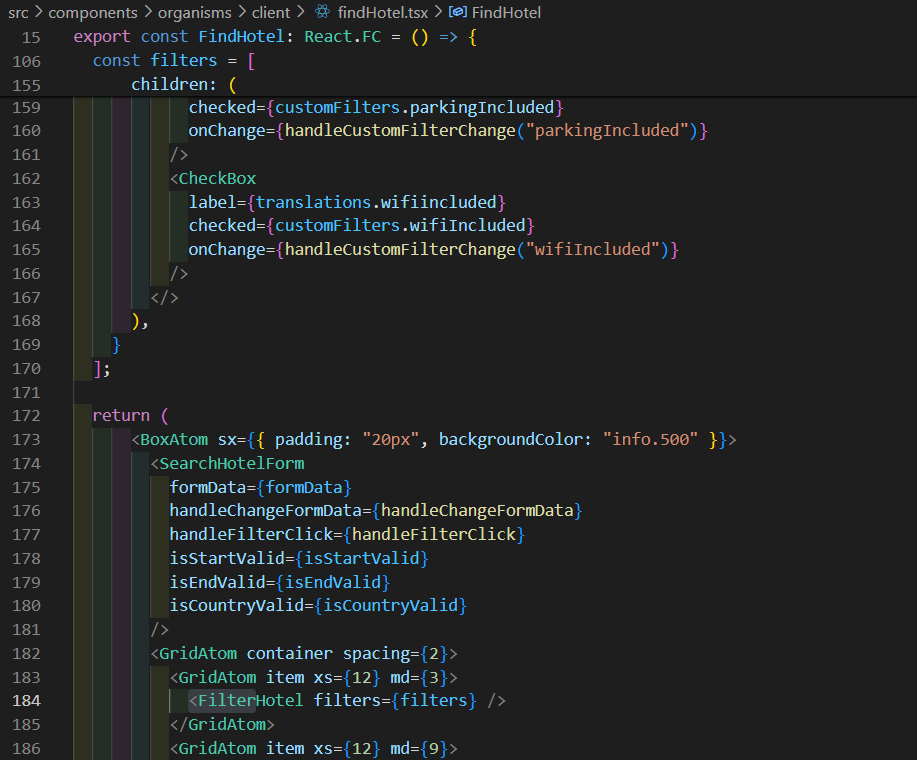 src > components > organisms > client > findHotel.tsx > FindHotel
15 export const FindHotel: React.FC = () => {
106 const filters = [
155 children: (
159 checked={customFilters.parkingIncluded}
160 onChange={handleCustomFilterChange("parkingIncluded")}
161 />
162 <CheckBox
163 label={translations.wifiincluded}
164 checked={customFilters.wifiIncluded}
165 onChange={handleCustomFilterChange("wifiIncluded")}
166 />
167 </>
168 ),
169 }
170 ];
171
172 return (
173 <BoxAtom sx={{ padding: "20px", backgroundColor: "info.500" }}>
174 <SearchHotelForm
175 formData={formData}
176 handleChangeFormData={handleChangeFormData}
177 handleFilterClick={handleFilterClick}
178 isStartValid={isStartValid}
179 isEndValid={isEndValid}
180 isCountryValid={isCountryValid}
181 />
182 <GridAtom container spacing={2}>
183 <GridAtom item xs={12} md={3}>
184 <FilterHotel filters={filters} />
185 </GridAtom>
186 <GridAtom item xs={12} md={9}>